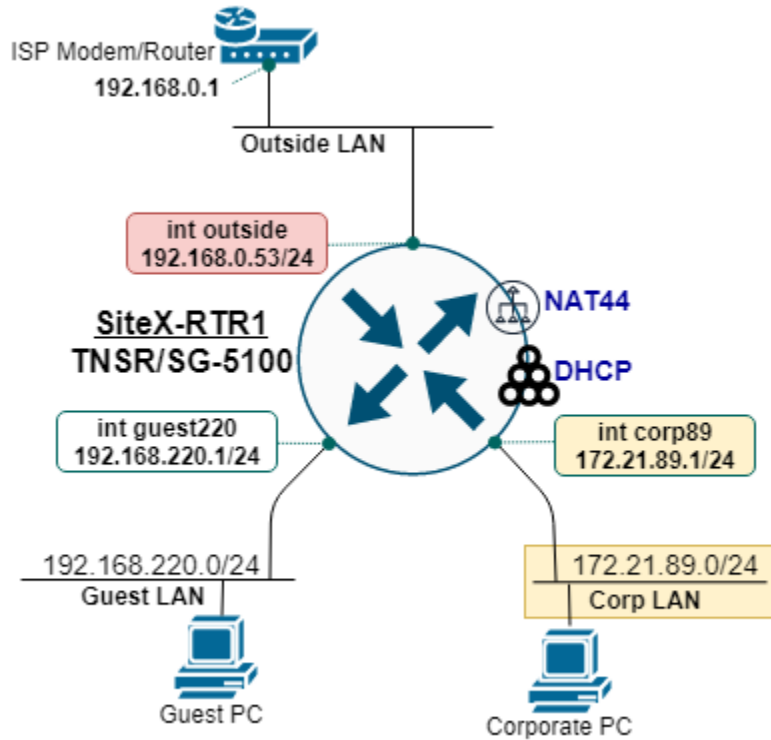 ISP Modem/Router
192.168.0.1
Outside LAN
int outside
192.168.0.53/24
SiteX-RTR1
TNSR/SG-5100
NAT44
DHCP
int guest220
192.168.220.1/24
int corp89
172.21.89.1/24
192.168.220.0/24
Guest LAN
172.21.89.0/24
Corp LAN
Guest PC
Corporate PC